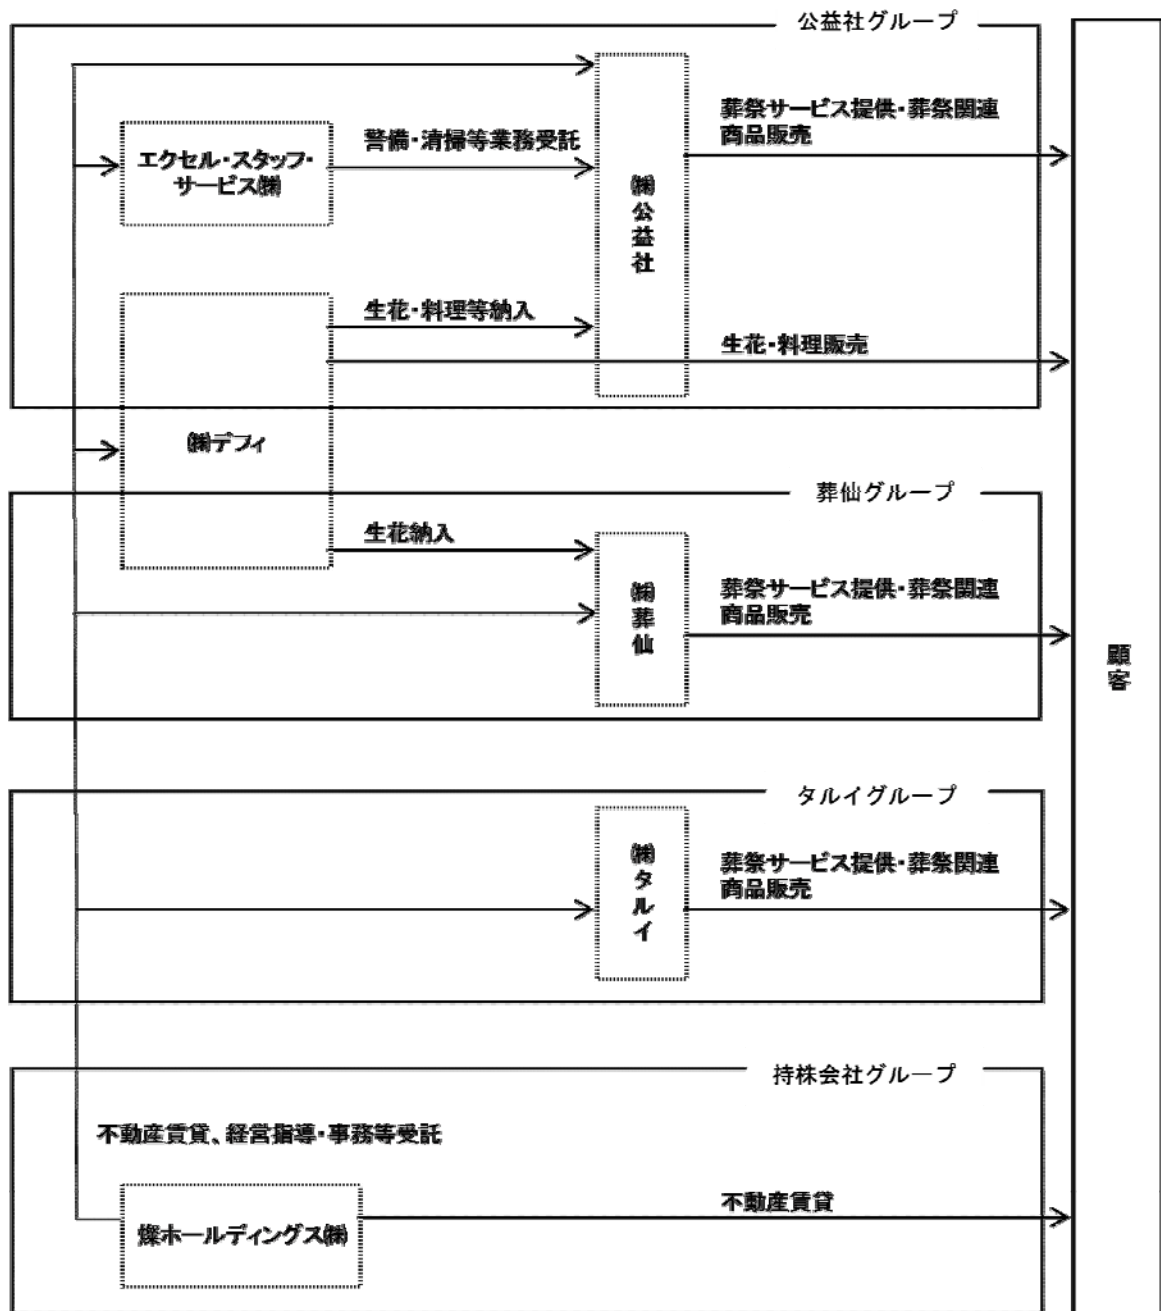 公益社グループ
葬祭サービス提供・葬祭関連
商品販売
警備・清掃等業務受託
エクセル・スタッフ・
サービス㈱
㈱公益社
生花・料理等納入
生花・料理販売
㈱デフィ
葬仙グループ
生花納入
㈱葬仙
葬祭サービス提供・葬祭関連
商品販売
顧客
タルイグループ
㈱タルイ
葬祭サービス提供・葬祭関連
商品販売
持株会社グループ
不動産賃貸、経営指導・事務等受託
不動産賃貸
燦ホールディングス㈱